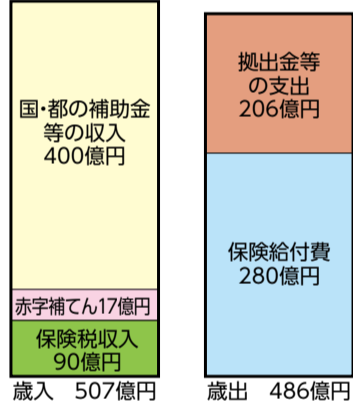 国・都の補助金
等の収入
400億円
赤字補てん17億円
保険税収入
90億円
歳入　507億円
拠出金等
の支出
206億円
保険給付費
280億円
歳出　486億円